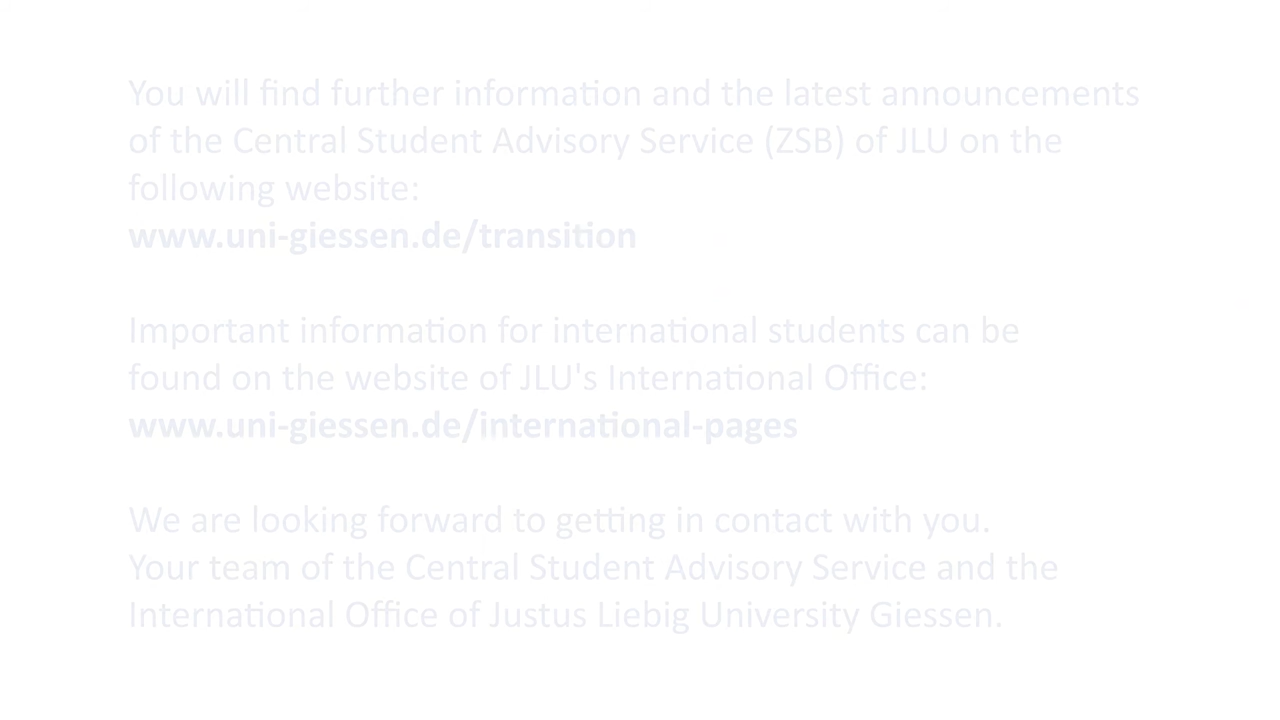 You will find further information and the latest announcements
of the Central Student Advisory Service (ZSB) of JLU on the
following website:
www.uni-giessen.de/transition
Important information for international students can be
found on the website of JLU's International Office:
www.uni-giessen.de/international-pages
We are looking forward to getting in contact with you.
Your team of the Central Student Advisory Service and the
International Office of Justus Liebig University Giessen.